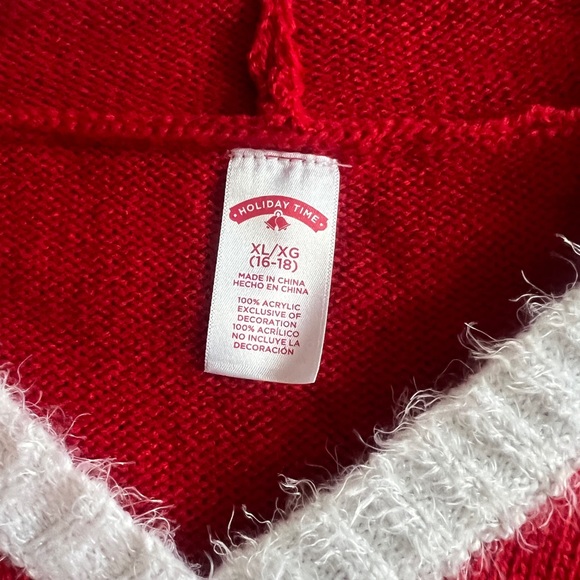 • HOLIDAY TIME •
XL/XG
(16-18)
MADE IN CHINA
HECHO EN CHINA
100% ACRYLIC
EXCLUSIVE OF
DECORATION
100% ACRÍLICO
NO INCLUYE LA
DECORACIÓN